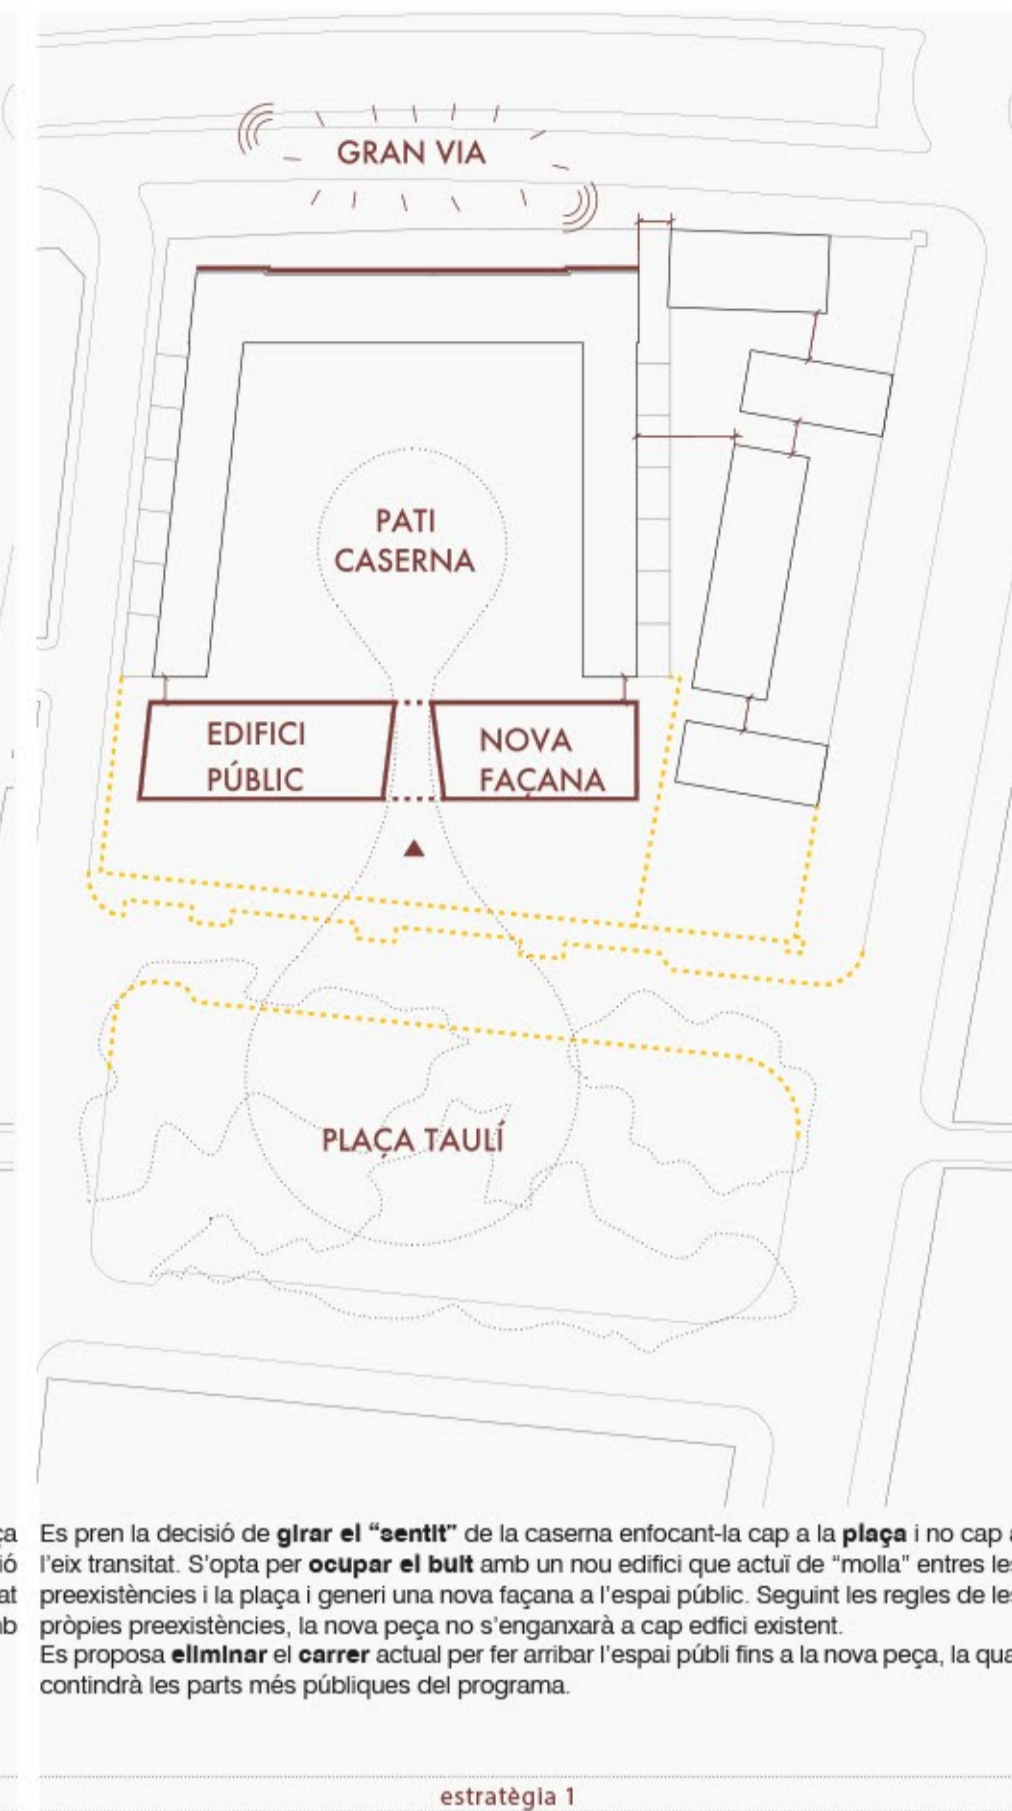 GRAN VIA
PATI
CASERNA
EDIFICI
PÚBLIC
NOVA
FAÇANA
PLAÇA TAULÍ
Es pren la decisió de girar el “sentit” de la caserna enfocant-la cap a la plaça i no cap a
l’eix transitat. S’opta per ocupar el buit amb un nou edifici que actuï de “molla” entres les
preexistències i la plaça i generi una nova façana a l’espai públic. Seguint les regles de les
pròpies preexistències, la nova peça no s’enganxarà a cap edfici existent.
Es proposa eliminar el carrer actual per fer arribar l’espai públi fins a la nova peça, la qua
contindrà les parts més públiques del programa.
estratègia 1